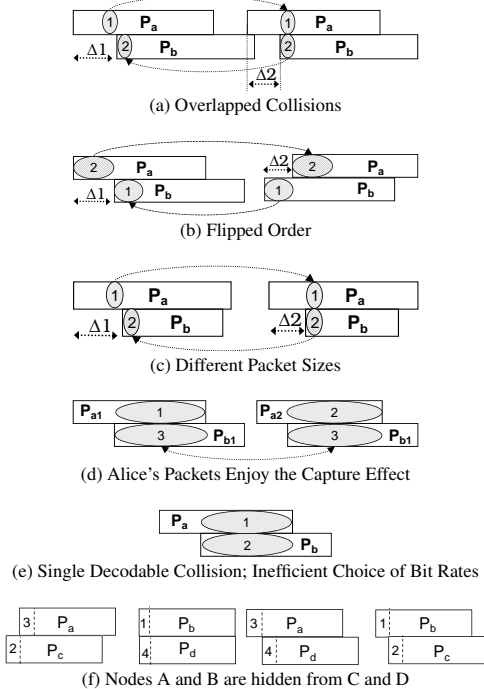 1 Pa 1 Pa
2 Pb 2 Pb
Δ1 Δ2
(a) Overlapped Collisions
2 Pa Δ2 2 Pa
Δ1 1 Pb 1 Pb
(b) Flipped Order
1 Pa 1 Pa
Δ1 2 Pb Δ2 2 Pb
(c) Different Packet Sizes
Pa1 1 Pa2 2
3 Pb1 3 Pb1
(d) Alice's Packets Enjoy the Capture Effect
Pa 1
2 Pb
(e) Single Decodable Collision; Inefficient Choice of Bit Rates
3 Pa 1 Pb 3 Pa 1 Pb
2 Pc 4 Pd 4 Pd 2 Pc
(f) Nodes A and B are hidden from C and D